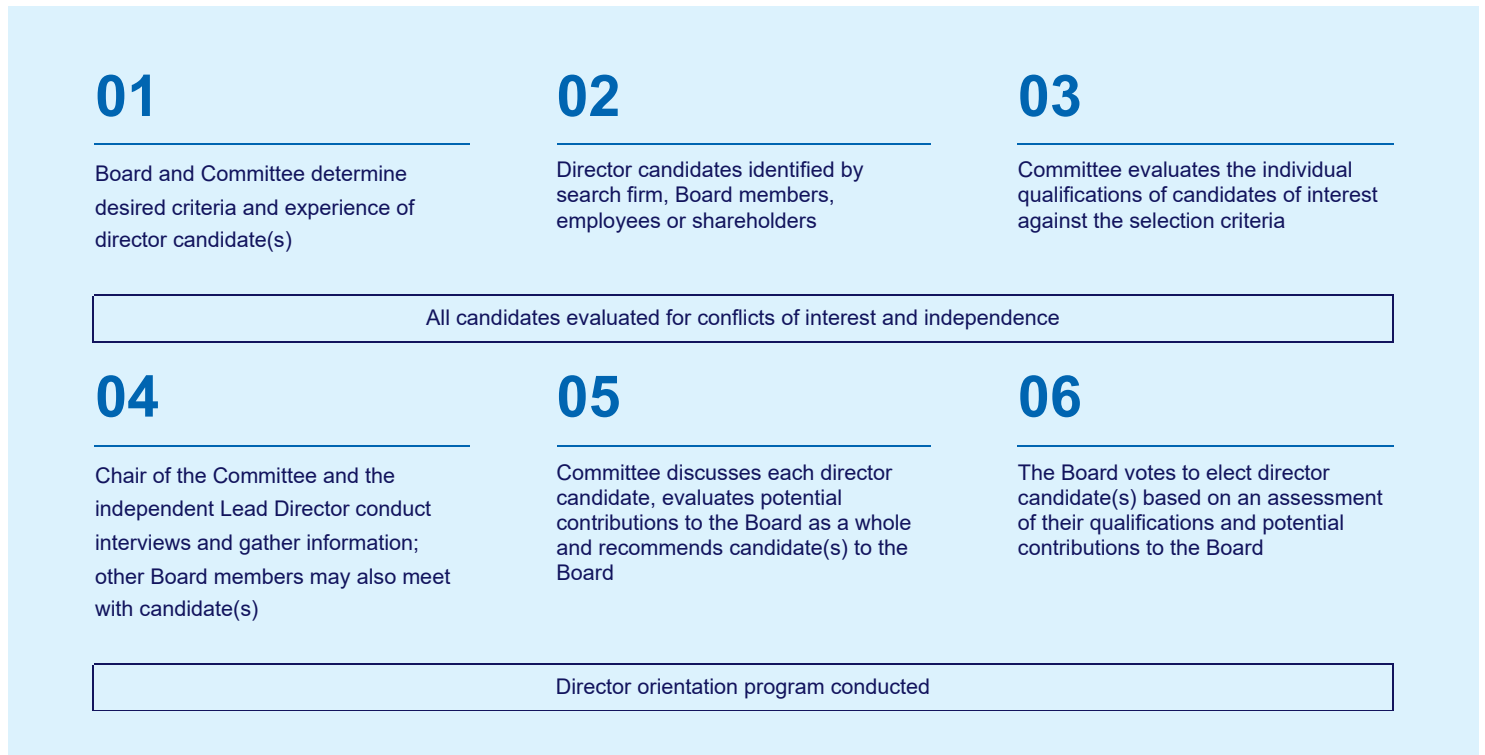 01
Board and Committee determine
desired criteria and experience of
director candidate(s)
02
Director candidates identified by
search firm, Board members,
employees or shareholders
03
Committee evaluates the individual
qualifications of candidates of interest
against the selection criteria
All candidates evaluated for conflicts of interest and independence
04
Chair of the Committee and the
independent Lead Director conduct
interviews and gather information;
other Board members may also meet
with candidate(s)
05
Committee discusses each director
candidate, evaluates potential
contributions to the Board as a whole
and recommends candidate(s) to the
Board
06
The Board votes to elect director
candidate(s) based on an assessment
of their qualifications and potential
contributions to the Board
Director orientation program conducted